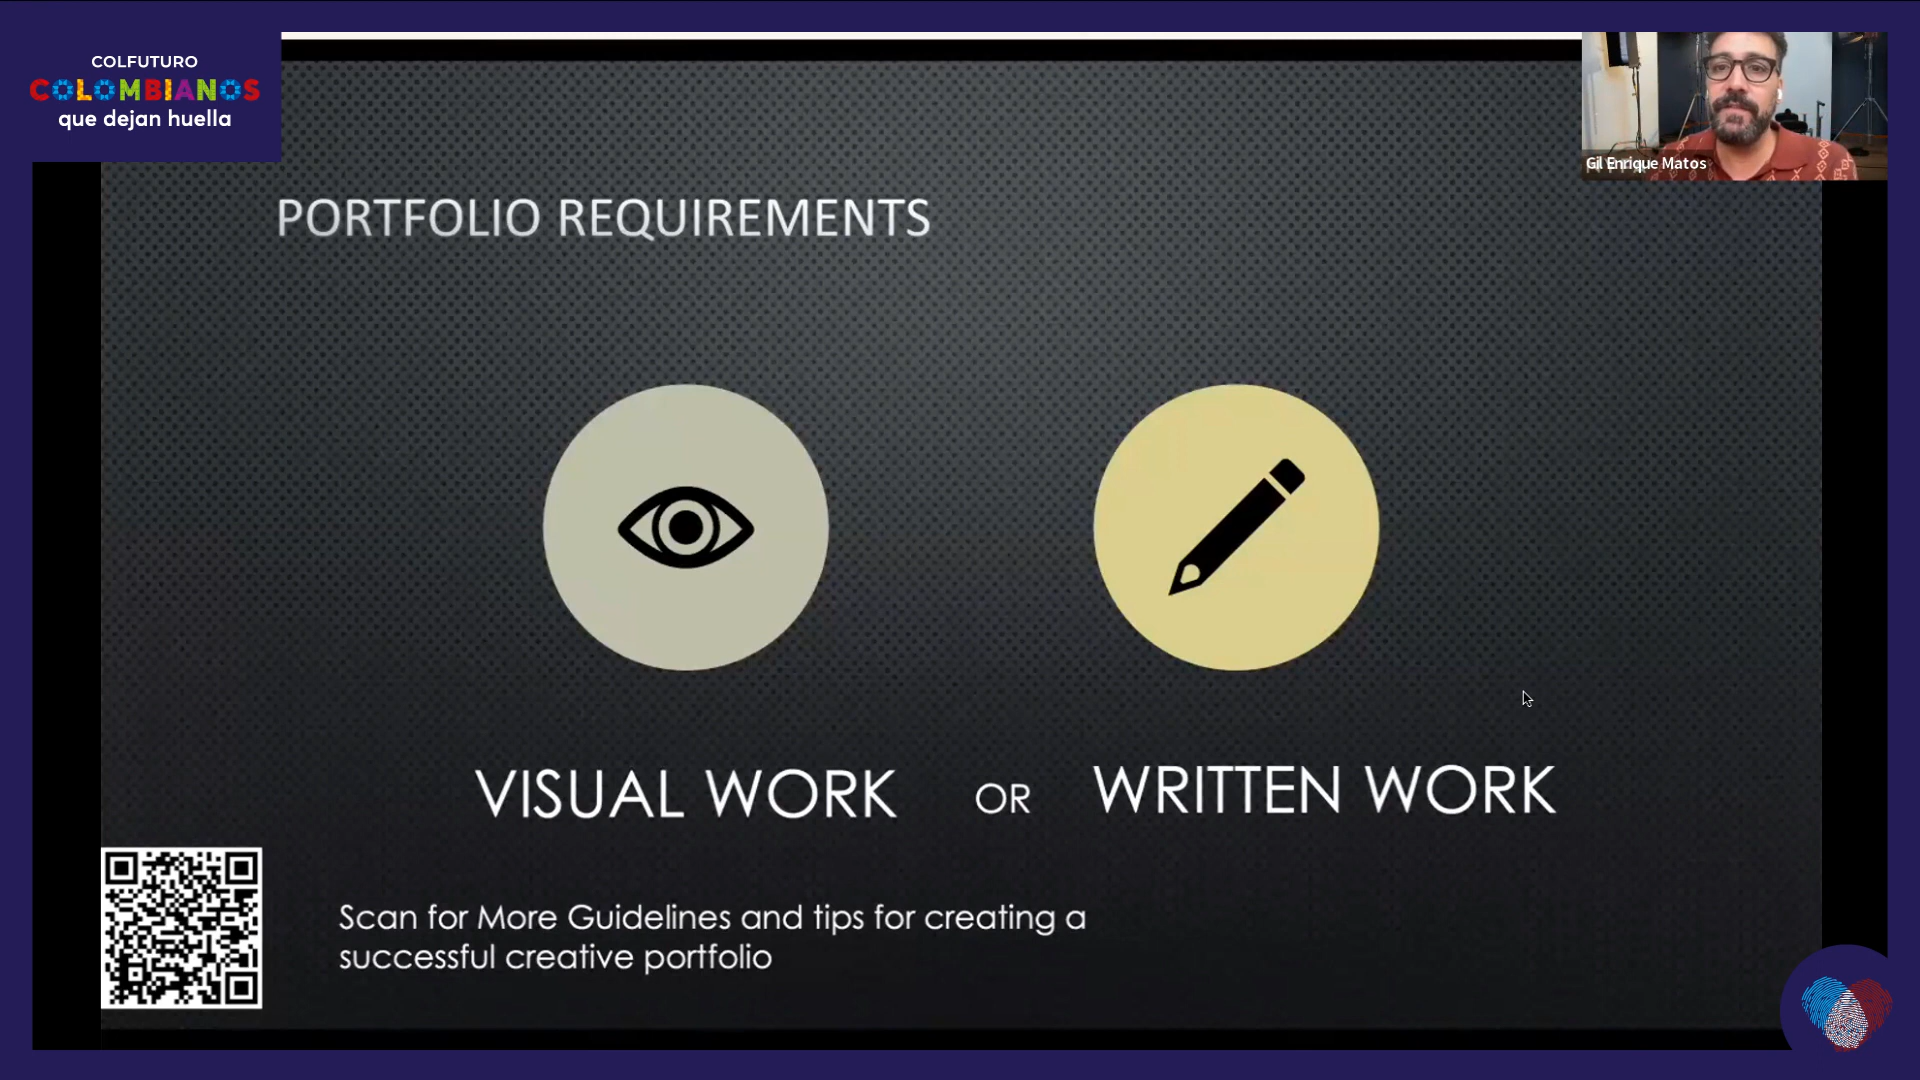 COLFUTURO
COLOMBIANOS
que dejan huella
Gil Enrique Matos
PORTFOLIO REQUIREMENTS
VISUAL WORK OR WRITTEN WORK
Scan for More Guidelines and tips for creating a
successful creative portfolio